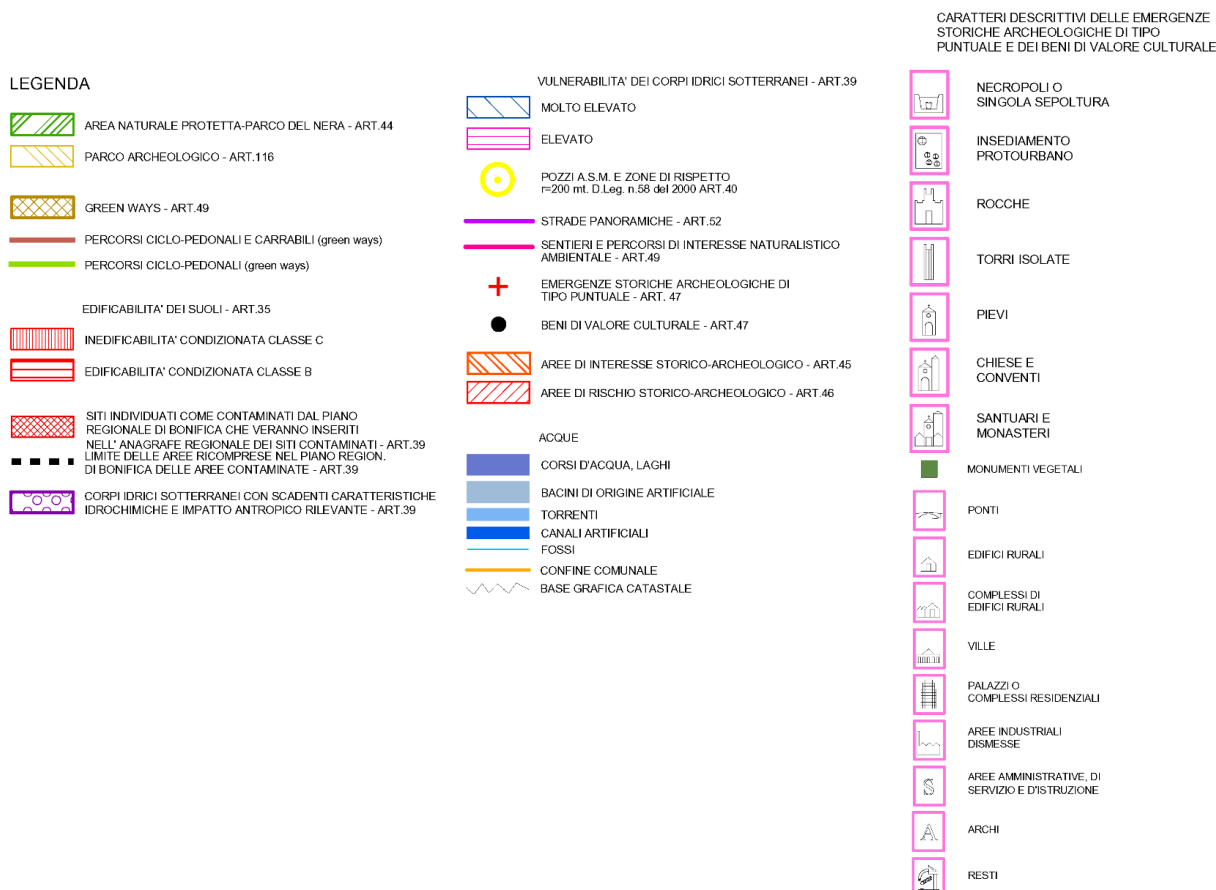 LEGENDA
AREA NATURALE PROTETTA-PARCO DEL NERA - ART.44
PARCO ARCHEOLOGICO - ART.116
GREEN WAYS - ART.49
PERCORSI CICLO-PEDONALI E CARRABILI (green ways)
PERCORSI CICLO-PEDONALI (green ways)
EDIFICABILITA' DEI SUOLI - ART.35
INEDIFICABILITA' CONDIZIONATA CLASSE C
EDIFICABILITA' CONDIZIONATA CLASSE B
SITI INDIVIDUATI COME CONTAMINATI DAL PIANO
REGIONALE DI BONIFICA CHE VERANNO INSERITI
NELL' ANAGRAFE REGIONALE DEI SITI CONTAMINATI - ART.39
LIMITE DELLE AREE RICOMPRESE NEL PIANO REGION.
DI BONIFICA DELLE AREE CONTAMINATE - ART.39
CORPI IDRICI SOTTERRANEI CON SCADENTI CARATTERISTICHE
IDROCHIMICHE E IMPATTO ANTROPICO RILEVANTE - ART.39
VULNERABILITA' DEI CORPI IDRICI SOTTERRANEI - ART.39
MOLTO ELEVATO
ELEVATO
POZZI A.S.M. E ZONE DI RISPETTO
r=200 mt. D.Leg. n.58 del 2000 ART.40
STRADE PANORAMICHE - ART.52
SENTIERI E PERCORSI DI INTERESSE NATURALISTICO
AMBIENTALE - ART.49
EMERGENZE STORICHE ARCHEOLOGICHE DI
TIPO PUNTUALE - ART. 47
BENI DI VALORE CULTURALE - ART.47
AREE DI INTERESSE STORICO-ARCHEOLOGICO - ART.45
AREE DI RISCHIO STORICO-ARCHEOLOGICO - ART.46
ACQUE
CORSI D'ACQUA, LAGHI
BACINI DI ORIGINE ARTIFICIALE
TORRENTI
CANALI ARTIFICIALI
FOSSI
CONFINE COMUNALE
BASE GRAFICA CATASTALE
CARATTERI DESCRITTIVI DELLE EMERGENZE
STORICHE ARCHEOLOGICHE DI TIPO
PUNTUALE E DEI BENI DI VALORE CULTURALE
NECROPOLI O
SINGOLA SEPOLTURA
INSEDIAMENTO
PROTOURBANO
ROCCHE
TORRI ISOLATE
PIEVI
CHIESE E
CONVENTI
SANTUARI E
MONASTERI
MONUMENTI VEGETALI
PONTI
EDIFICI RURALI
COMPLESSI DI
EDIFICI RURALI
VILLE
PALAZZI O
COMPLESSI RESIDENZIALI
AREE INDUSTRIALI
DISMESSE
S
AREE AMMINISTRATIVE, DI
SERVIZIO E D'ISTRUZIONE
A
ARCHI
RESTI